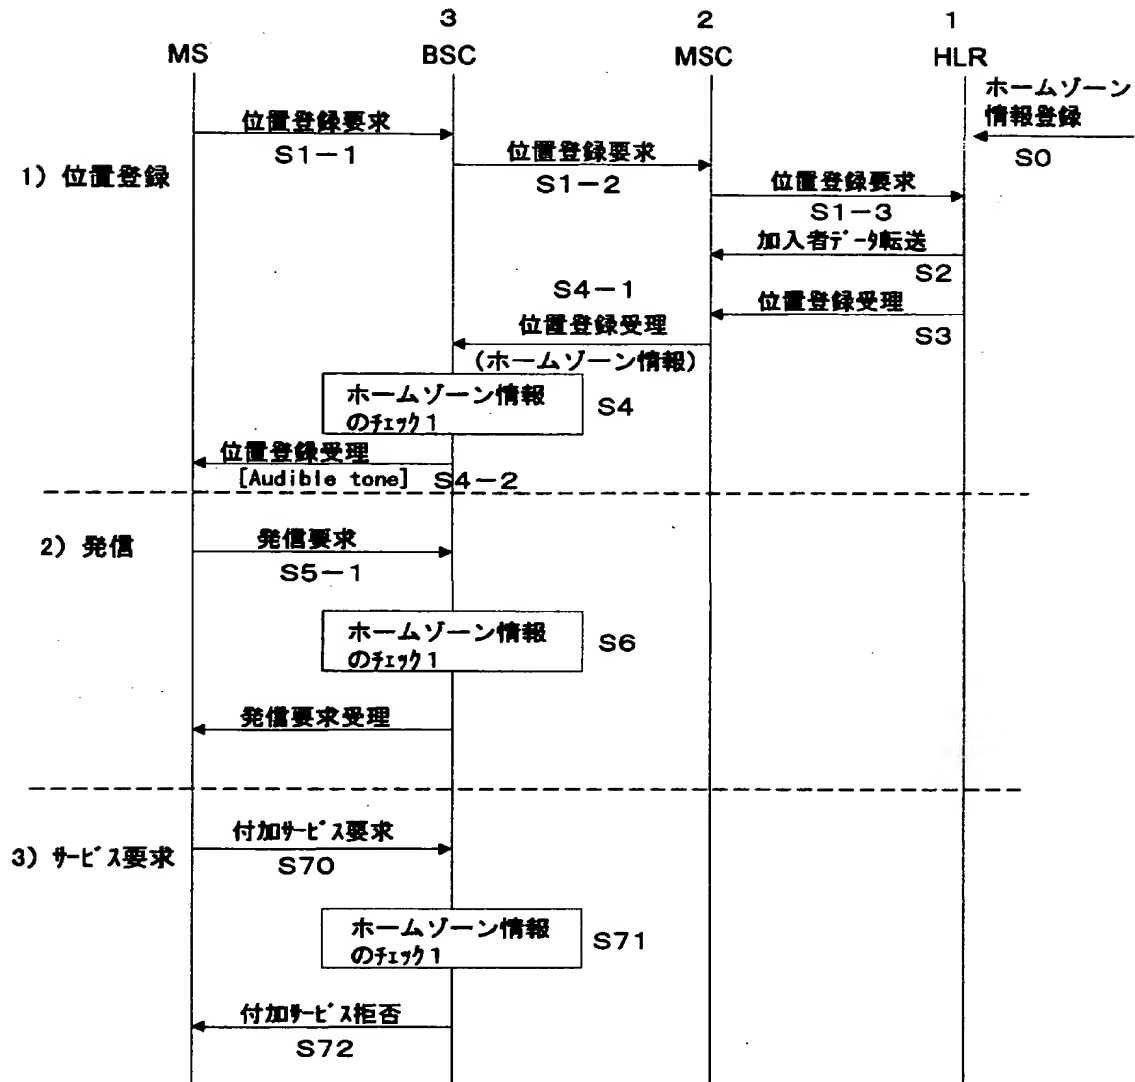 3
2
1
MS
BSC
MSC
HLR
ホームゾーン
情報登録
S0
位置登録要求
S1-1
1) 位置登録
位置登録要求
S1-2
位置登録要求
S1-3
加入者ﾃﾞｰﾀ転送
S2
S4-1
位置登録受理
S3
位置登録受理
(ホームゾーン情報)
ホームゾーン情報
のﾁｪｯｸ1
S4
位置登録受理
[Audible tone]
S4-2
2) 発信
発信要求
S5-1
ホームゾーン情報
のﾁｪｯｸ1
S6
発信要求受理
付加ｻｰﾋﾞｽ要求
3) ｻｰﾋﾞｽ要求
S70
ホームゾーン情報
のﾁｪｯｸ1
S71
付加ｻｰﾋﾞｽ拒否
S72